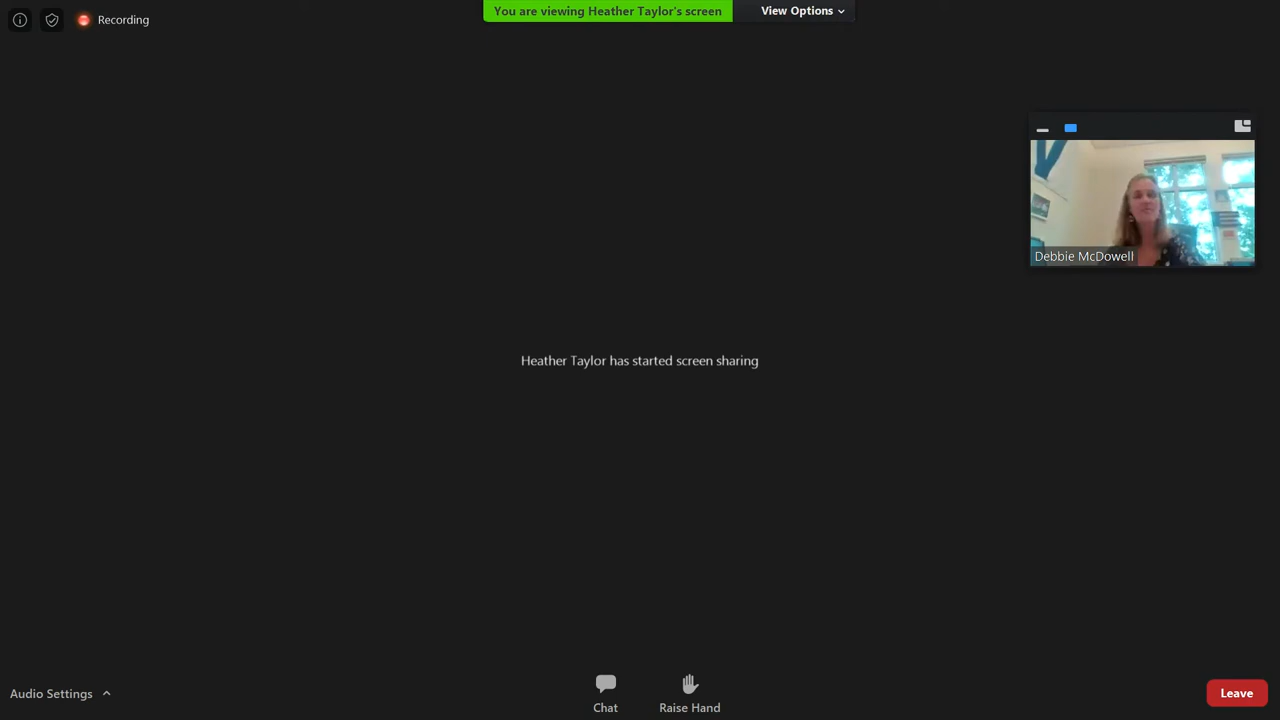 Recording
You are viewing Heather Taylor's screen
View Options
Debbie McDowell
Heather Taylor has started screen sharing
Audio Settings
Chat
Raise Hand
Leave